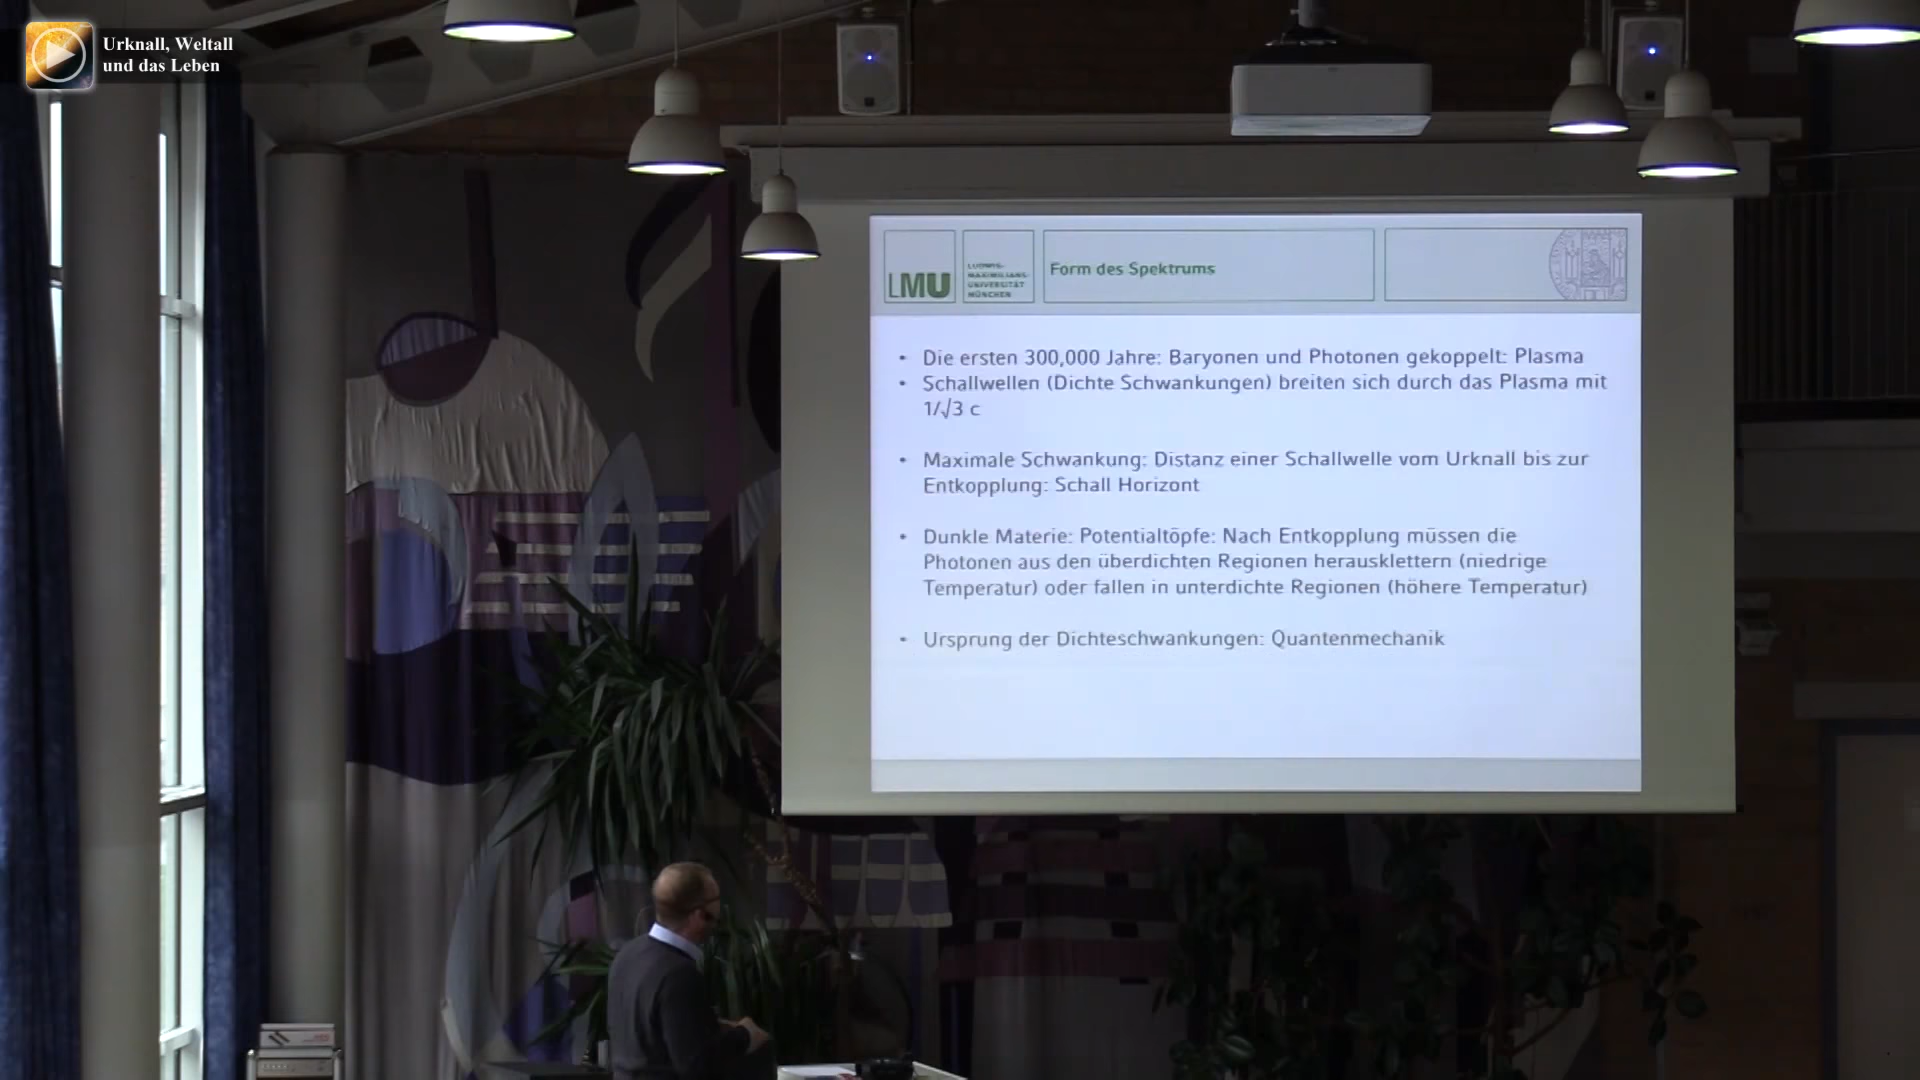 Urknall, Weltall
und das Leben
LMU
LUDWIG-
MAXIMILIANS-
UNIVERSITÄT
MÜNCHEN
Form des Spektrums
• Die ersten 300,000 Jahre: Baryonen und Photonen gekoppelt: Plasma
• Schallwellen (Dichte Schwankungen) breiten sich durch das Plasma mit
1/√3 c
• Maximale Schwankung: Distanz einer Schallwelle vom Urknall bis zur
Entkopplung: Schall Horizont
• Dunkle Materie: Potentialtöpfe: Nach Entkopplung müssen die
Photonen aus den überdichten Regionen herausklettern (niedrige
Temperatur) oder fallen in unterdichte Regionen (höhere Temperatur)
• Ursprung der Dichteschwankungen: Quantenmechanik